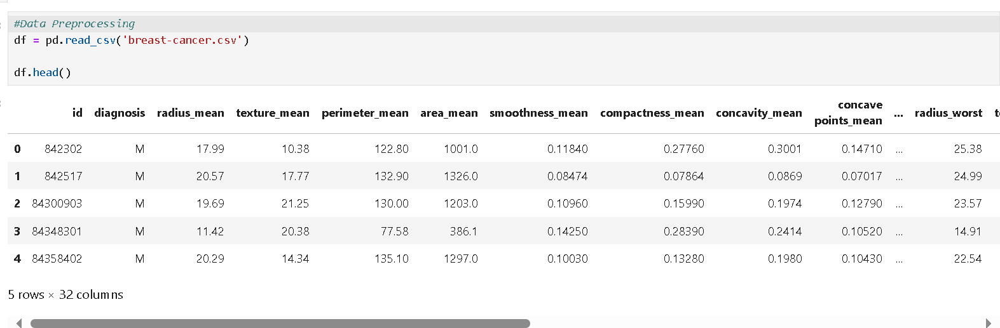 #Data Preprocessing
df = pd.read_csv('breast-cancer.csv')
df.head()
id diagnosis radius_mean texture_mean perimeter_mean area_mean smoothness_mean compactness_mean concavity_mean concave points_mean ... radius_worst
0 842302 M 17.99 10.38 122.80 1001.0 0.11840 0.27760 0.3001 0.14710 ... 25.38
1 842517 M 20.57 17.77 132.90 1326.0 0.08474 0.07864 0.0869 0.07017 ... 24.99
2 84300903 M 19.69 21.25 130.00 1203.0 0.10960 0.15990 0.1974 0.12790 ... 23.57
3 84348301 M 11.42 20.38 77.58 386.1 0.14250 0.28390 0.2414 0.10520 ... 14.91
4 84358402 M 20.29 14.34 135.10 1297.0 0.10030 0.13280 0.1980 0.10430 ... 22.54
5 rows × 32 columns